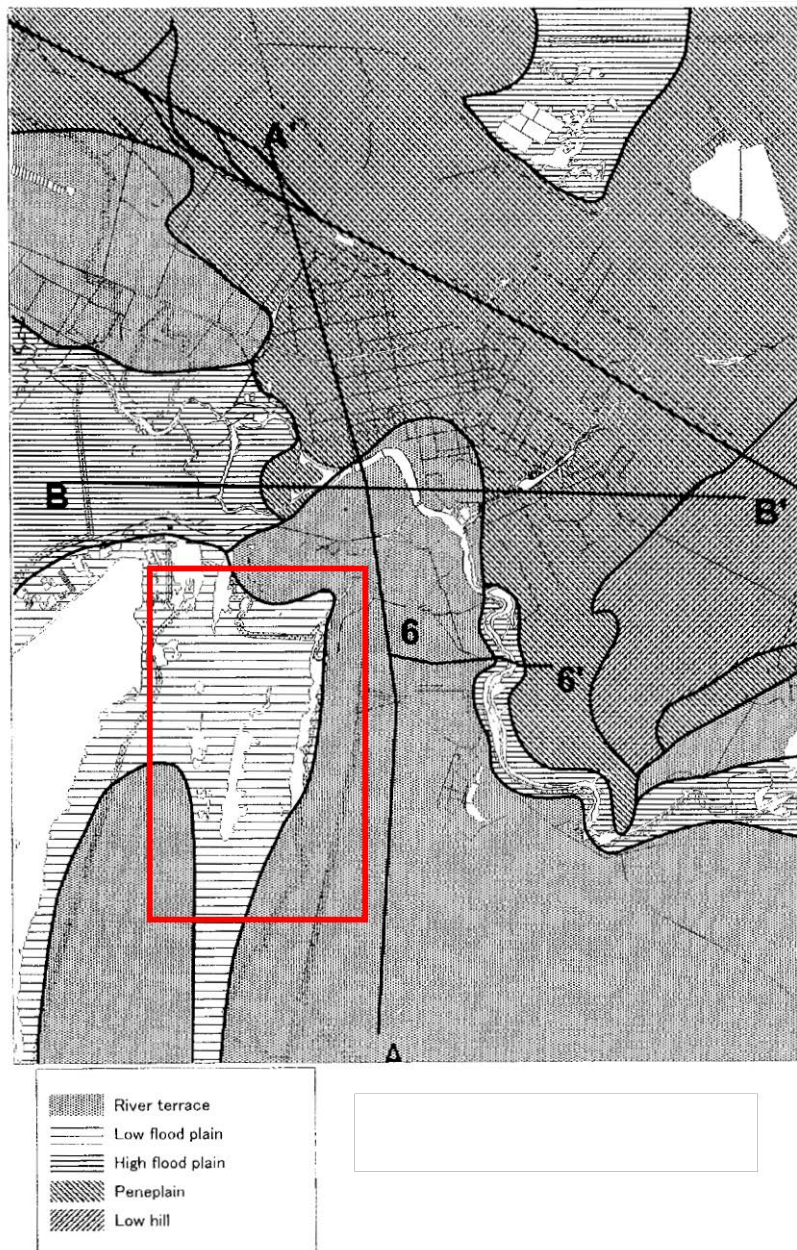 A'
B
B'
6
6'
A
River terrace
Low flood plain
High flood plain
Peneplain
Low hill